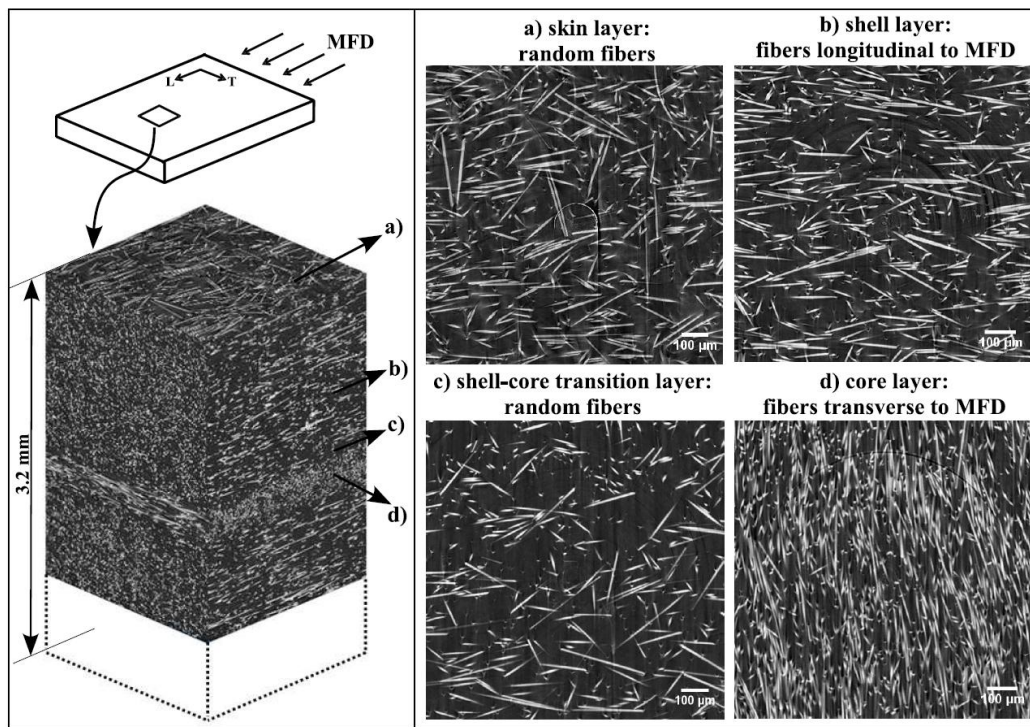 MFD
L
T
a)
b)
c)
d)
3.2 mm
a) skin layer:
random fibers
100 µm
b) shell layer:
fibers longitudinal to MFD
100 µm
c) shell-core transition layer:
random fibers
100 µm
d) core layer:
fibers transverse to MFD
100 µm